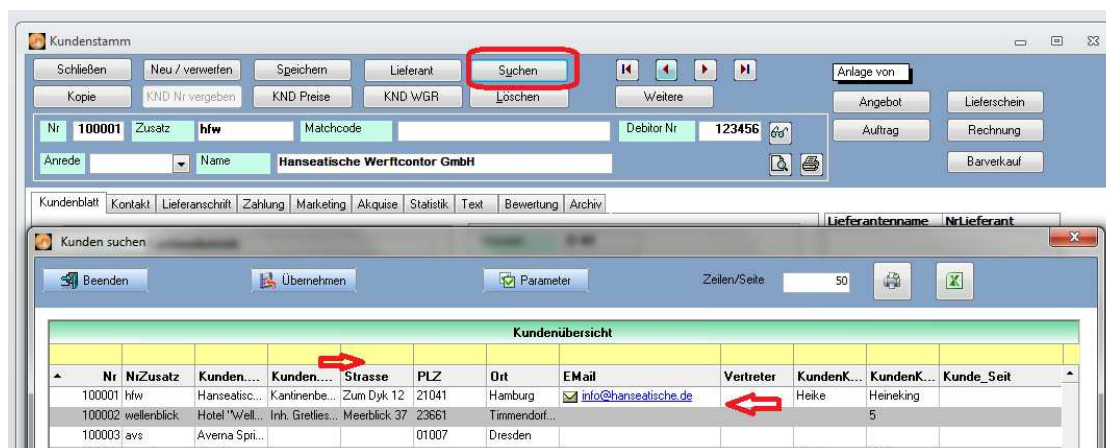 Kundenstamm
Schließen Neu / verwerfen Speichern Lieferant Suchen
Kopie KND Nr vergeben KND Preise KND WGR Löschen Weitere
Anlage von
Angebot Lieferschein
Auftrag Rechnung
Barverkauf
Nr 100001 Zusatz hfw Matchcode Debitor Nr 123456
Anrede Name Hanseatische Werftcontor GmbH
Kundenblatt Kontakt Lieferanschrift Zahlung Marketing Akquise Statistik Text Bewertung Archiv
Lieferantenname NrLieferant
Kunden suchen
Beenden Übernehmen Parameter Zeilen/Seite 50
Kundenübersicht
Nr NrZusatz Kunden.... Kunden.... Strasse PLZ Ort EMail Vertreter KundenK... KundenK... Kunde_Seit
100001 hfw Hanseatisc... Kantinenbe... Zum Dyk 12 21041 Hamburg info@hanseatische.de Heike Heineking
100002 wellenblick Hotel "Well... Inh. Gretlies... Meerblick 37 23661 Timmendorf... 5
100003 avs Averna Spri... 01007 Dresden